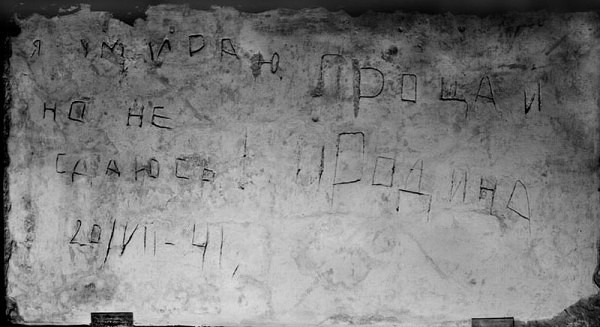 Я УМИРАЮ
НО НЕ
СДАЮСЬ!
20/VII-41
ПРОЩАЙ
РОДИНА